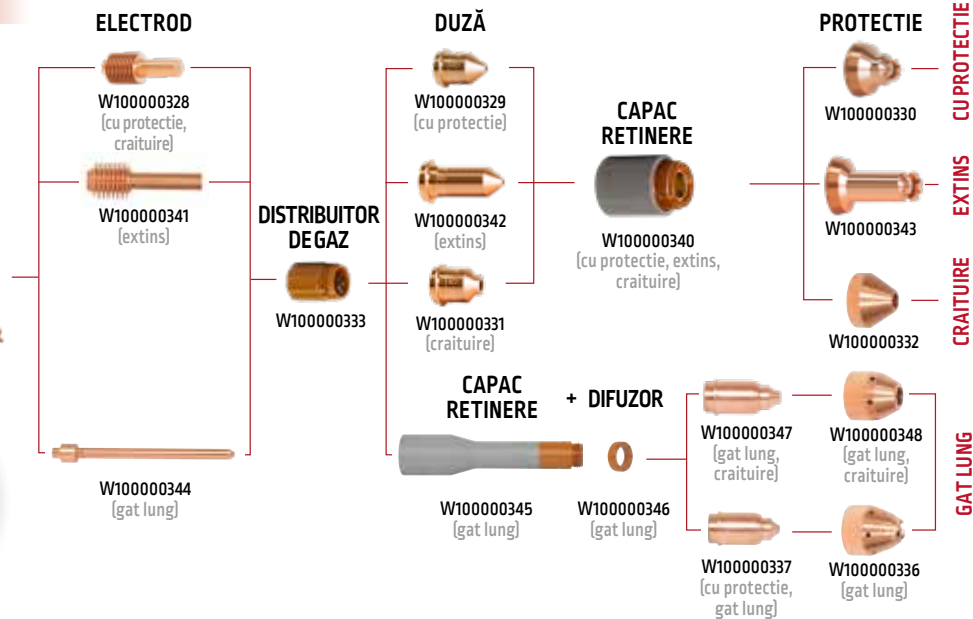 ELECTROD
W100000328
(cu protectie,
craituire)
W100000341
(extins)
W100000344
(gat lung)
DISTRIBUITOR
DE GAZ
W100000333
DUZĂ
W100000329
(cu protectie)
W100000342
(extins)
W100000331
(craituire)
CAPAC
RETINERE
W100000340
(cu protectie, extins,
craituire)
PROTECTIE
W100000330
W100000343
W100000332
CU PROTECTIE
EXTINS
CRAITUIRE
CAPAC
RETINERE
+ DIFUZOR
W100000345
(gat lung)
W100000346
(gat lung)
W100000347
(gat lung,
craituire)
W100000348
(gat lung,
craituire)
W100000337
(cu protectie,
gat lung)
W100000336
(gat lung)
GAT LUNG